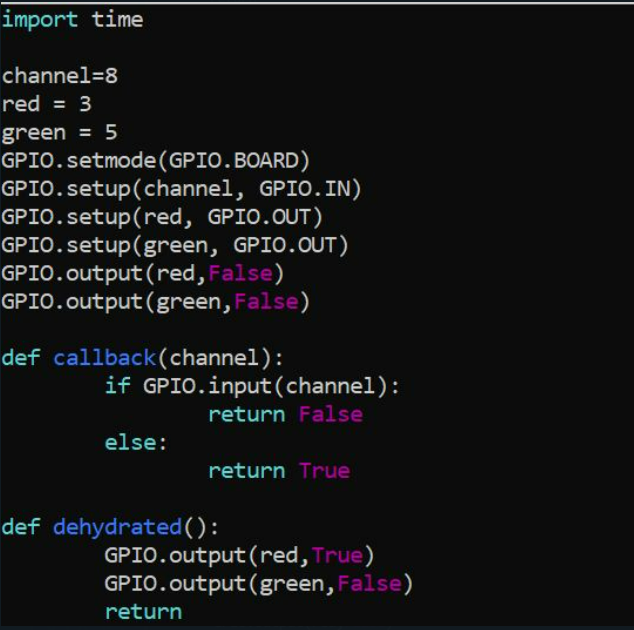 import time
channel=8
red = 3
green = 5
GPIO.setmode(GPIO.BOARD)
GPIO.setup(channel, GPIO.IN)
GPIO.setup(red, GPIO.OUT)
GPIO.setup(green, GPIO.OUT)
GPIO.output(red,False)
GPIO.output(green,False)
def callback(channel):
        if GPIO.input(channel):
                return False
        else:
                return True
def dehydrated():
        GPIO.output(red,True)
        GPIO.output(green,False)
        return